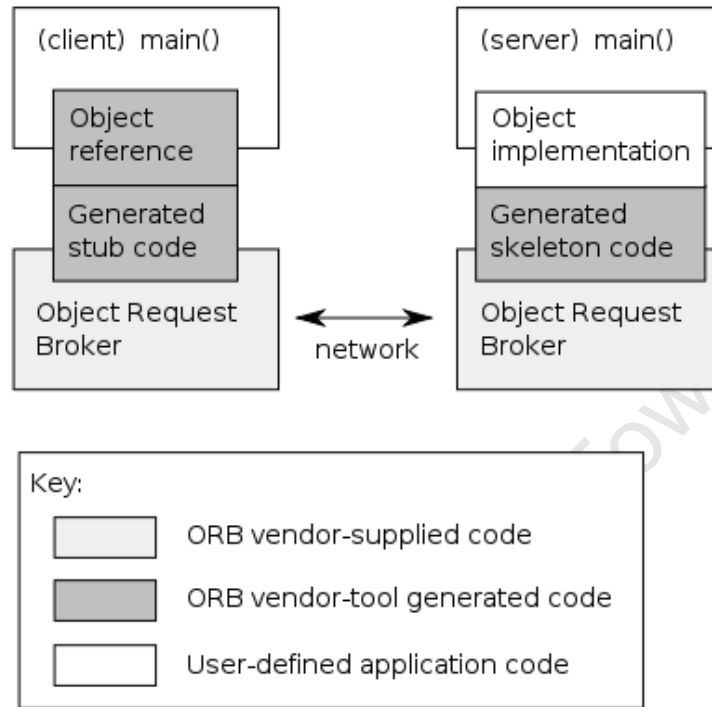 (client) main()
Object
reference
Generated
stub code
Object Request
Broker
network
(server) main()
Object
implementation
Generated
skeleton code
Object Request
Broker
Key:
ORB vendor-supplied code
ORB vendor-tool generated code
User-defined application code